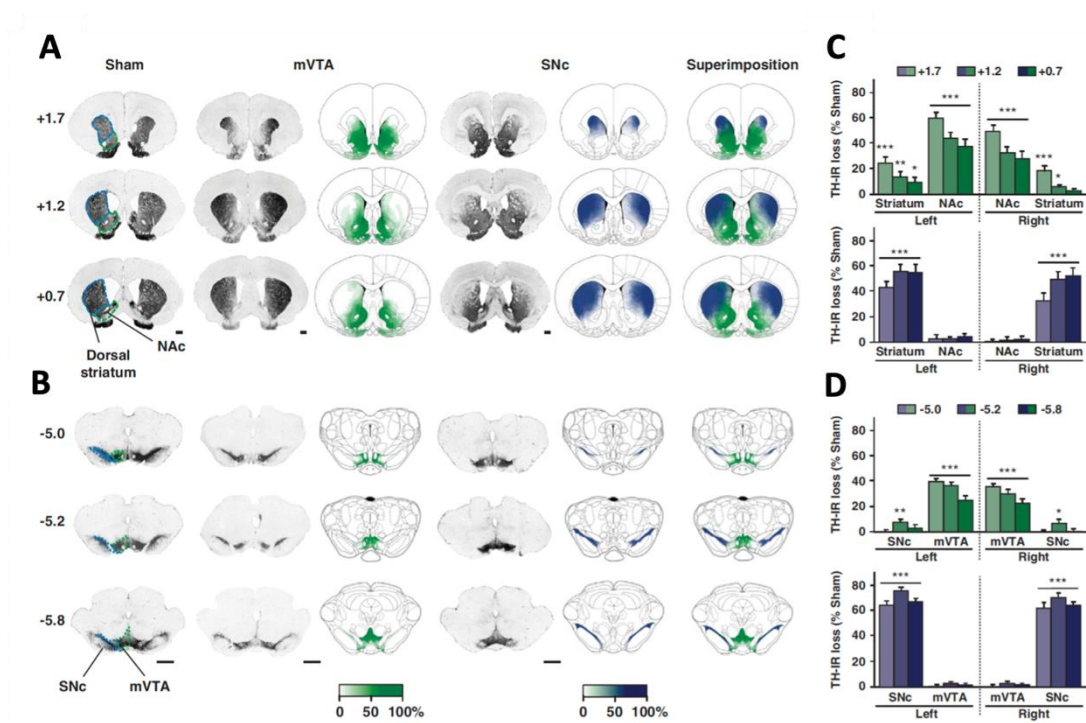 A
Sham
mVTA
SNc
Superimposition
+1.7
+1.2
+0.7
NAc
Dorsal
striatum
B
-5.0
-5.2
-5.8
SNc
mVTA
0 50 100%
0 50 100%
C
+1.7 +1.2 +0.7
TH-IR loss (% Sham)
80
60
40
20
0
***
**
*
***
***
***
*
Striatum NAc NAc Striatum
Left Right
TH-IR loss (% Sham)
80
60
40
20
0
***
***
Striatum NAc NAc Striatum
Left Right
D
-5.0 -5.2 -5.8
TH-IR loss (% Sham)
80
60
40
20
0
**
***
***
*
SNc mVTA mVTA SNc
Left Right
TH-IR loss (% Sham)
80
60
40
20
0
***
***
SNc mVTA mVTA SNc
Left Right